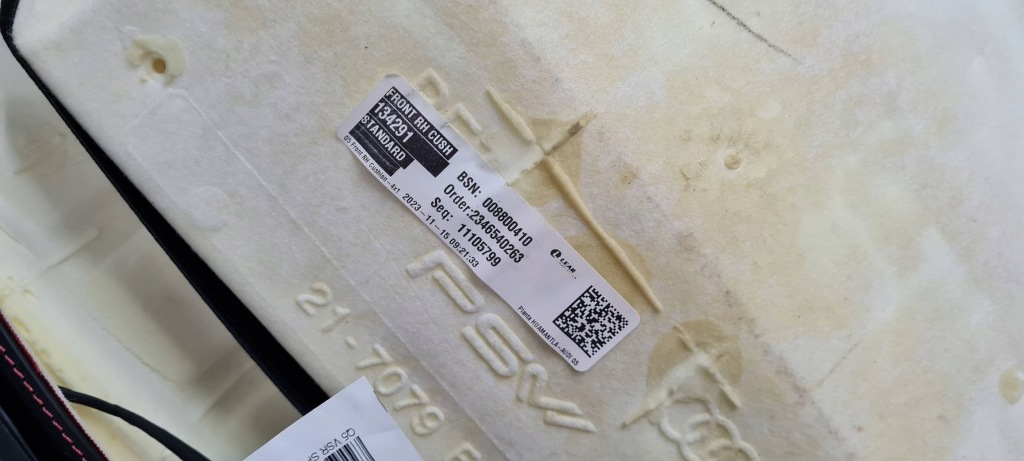 FRONT RH CUSH
134291
STANDARD
Q5 Front RH Cushion-4x1 2023-11-15 09:21:33
BSN: 008800410
Order:2346540263
Seq: 11105799
LEAR
Planta HUAMANTLA-AUDI Q5
PSW
21-7079
Q5 VSR